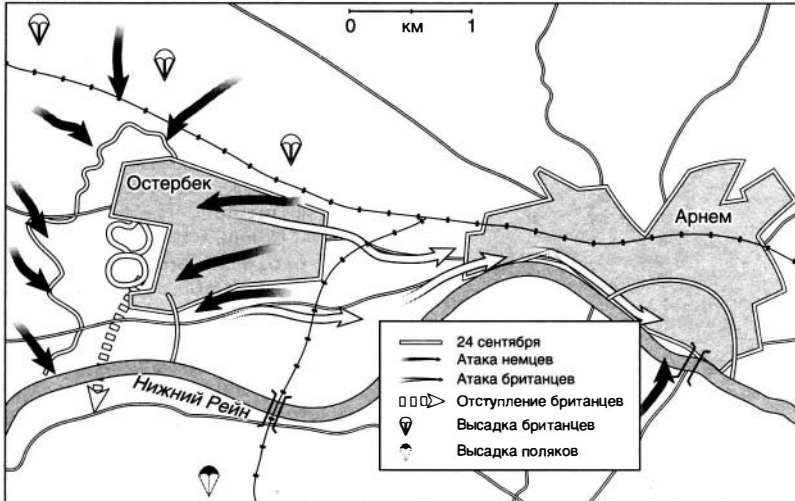 0 км 1
Остербек
Арнем
Нижний Рейн
24 сентября
Атака немцев
Атака британцев
Отступление британцев
Высадка британцев
Высадка поляков